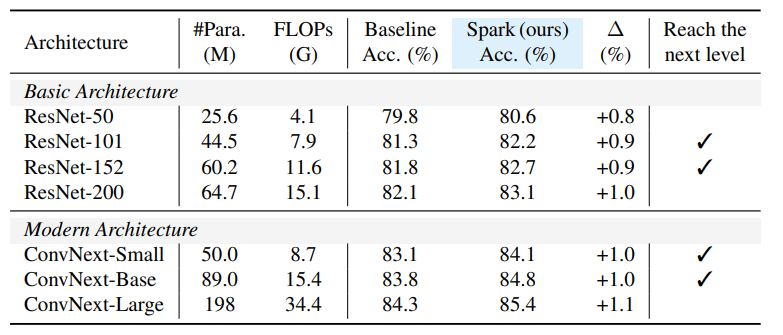 Architecture #Para. (M) FLOPs (G) Baseline Acc. (%) Spark (ours) Acc. (%) Δ (%) Reach the next level
Basic Architecture
ResNet-50 25.6 4.1 79.8 80.6 +0.8
ResNet-101 44.5 7.9 81.3 82.2 +0.9 ✓
ResNet-152 60.2 11.6 81.8 82.7 +0.9 ✓
ResNet-200 64.7 15.1 82.1 83.1 +1.0
Modern Architecture
ConvNext-Small 50.0 8.7 83.1 84.1 +1.0 ✓
ConvNext-Base 89.0 15.4 83.8 84.8 +1.0 ✓
ConvNext-Large 198 34.4 84.3 85.4 +1.1